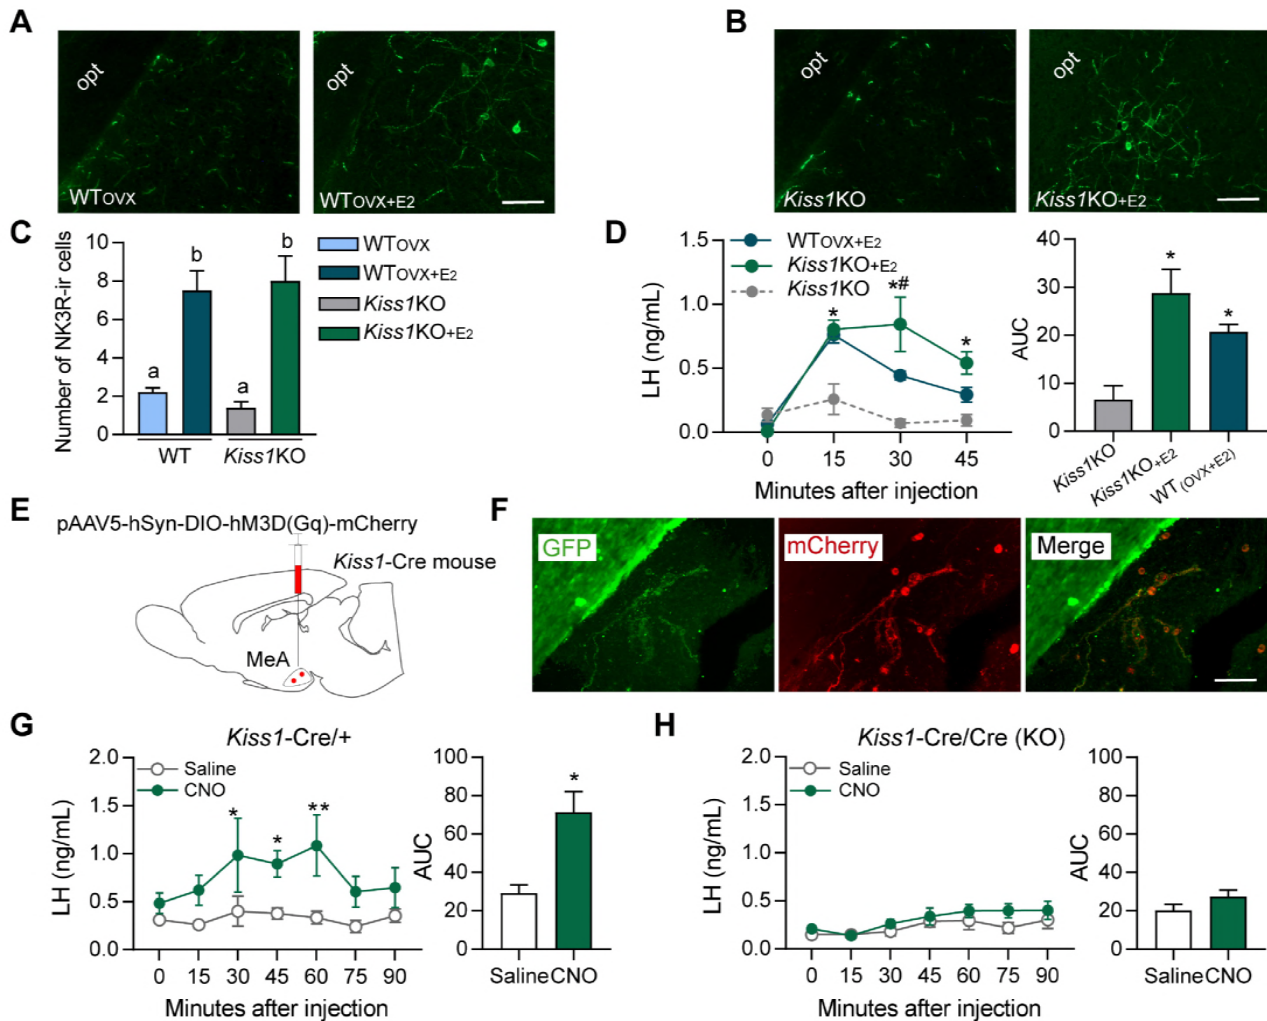 A
opt
WTOVX
WTOVX+E2
B
opt
Kiss1KO
opt
Kiss1KO+E2
C
Number of NK3R-ir cells
10
8
6
4
2
0
a
b
a
b
WT
Kiss1KO
WTOVX
WTOVX+E2
Kiss1KO
Kiss1KO+E2
D
LH (ng/mL)
1.5
1.0
0.5
0.0
WTOVX+E2
Kiss1KO+E2
Kiss1KO
*
*#
*
0 15 30 45
Minutes after injection
AUC
40
30
20
10
0
*
*
Kiss1KO
Kiss1KO+E2
WT(OVX+E2)
E
pAAV5-hSyn-DIO-hM3D(Gq)-mCherry
Kiss1-Cre mouse
MeA
F
GFP
mCherry
Merge
G
Kiss1-Cre/+
LH (ng/mL)
2.0
1.5
1.0
0.5
0.0
Saline
CNO
*
*
**
0 15 30 45 60 75 90
Minutes after injection
AUC
100
80
60
40
20
0
*
Saline CNO
H
Kiss1-Cre/Cre (KO)
LH (ng/mL)
2.0
1.5
1.0
0.5
0.0
Saline
CNO
0 15 30 45 60 75 90
Minutes after injection
AUC
100
80
60
40
20
0
Saline CNO